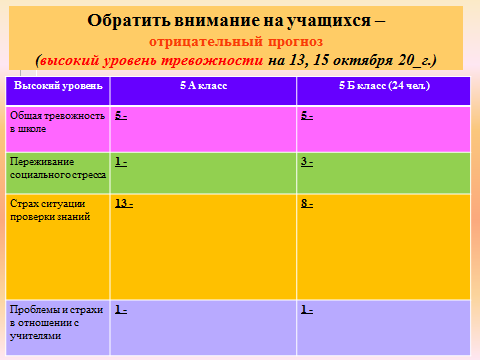 Обратить внимание на учащихся –
отрицательный прогноз
(высокий уровень тревожности на 13, 15 октября 20_г.)
Высокий уровень
5 А класс
5 Б класс (24 чел.)
Общая тревожность
в школе
5 -
5 -
Переживание
социального стресса
1 -
3 -
Страх ситуации
проверки знаний
13 -
8 -
Проблемы и страхи
в отношении с
учителями
1 -
1 -